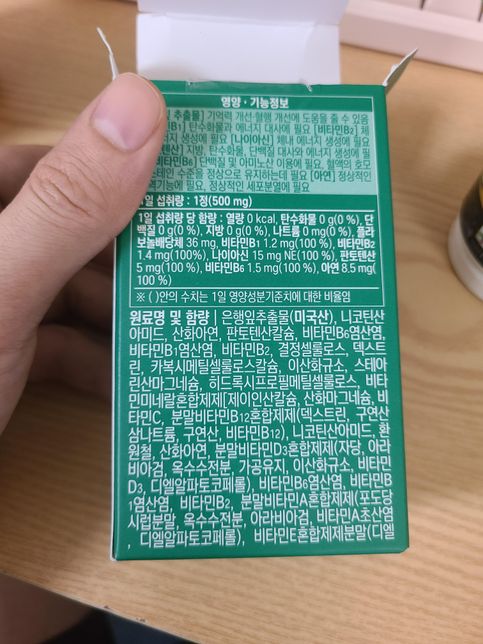 영양·기능정보
추출물] 기억력 개선·혈행 개선에 도움을 줄 수 있음
B1] 탄수화물과 에너지 대사에 필요 [비타민B2] 체
너지 생성에 필요 [나이아신] 체내 에너지 생성에 필요
텐산] 지방, 탄수화물, 단백질 대사와 에너지 생성에 필
비타민B6] 단백질 및 아미노산 이용에 필요, 혈액의 호모
스테인 수준을 정상으로 유지하는데 필요 [아연] 정상적인
역기능에 필요, 정상적인 세포분열에 필요
1일 섭취량 : 1정(500 mg)
1일 섭취량 당 함량 : 열량 0 kcal, 탄수화물 0 g(0 %), 단
백질 0 g(0 %), 지방 0 g(0 %), 나트륨 0 mg(0 %), 플라
보놀배당체 36 mg, 비타민B1 1.2 mg(100 %), 비타민B2
1.4 mg(100%), 나이아신 15 mg NE(100 %), 판토텐산
5 mg(100 %), 비타민B6 1.5 mg(100 %), 아연 8.5 mg(
100 %)
※ ( )안의 수치는 1일 영양성분기준치에 대한 비율임
원료명 및 함량 | 은행잎추출물(미국산), 니코틴산
아미드, 산화아연, 판토텐산칼슘, 비타민B6염산염,
비타민B1염산염, 비타민B2, 결정셀룰로스, 덱스트
린, 카복시메틸셀룰로스칼슘, 이산화규소, 스테아
린산마그네슘, 히드록시프로필메틸셀룰로스, 비타
민미네랄혼합제제[제이인산칼슘, 산화마그네슘, 비
타민C, 분말비타민B12혼합제제(덱스트린, 구연산
삼나트륨, 구연산, 비타민B12), 니코틴산아미드, 환
원철, 산화아연, 분말비타민D3혼합제제(자당, 아라
비아검, 옥수수전분, 가공유지, 이산화규소, 비타민
D3, 디엘알파토코페롤), 비타민B6염산염, 비타민B
1염산염, 비타민B2, 분말비타민A혼합제제(포도당
시럽분말, 옥수수전분, 아라비아검, 비타민A초산염
, 디엘알파토코페롤), 비타민E혼합제제분말(디엘